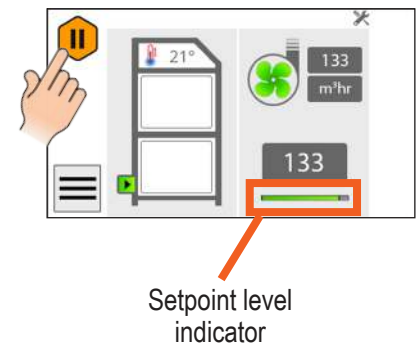 21°
133
m³hr
133
Setpoint level
indicator